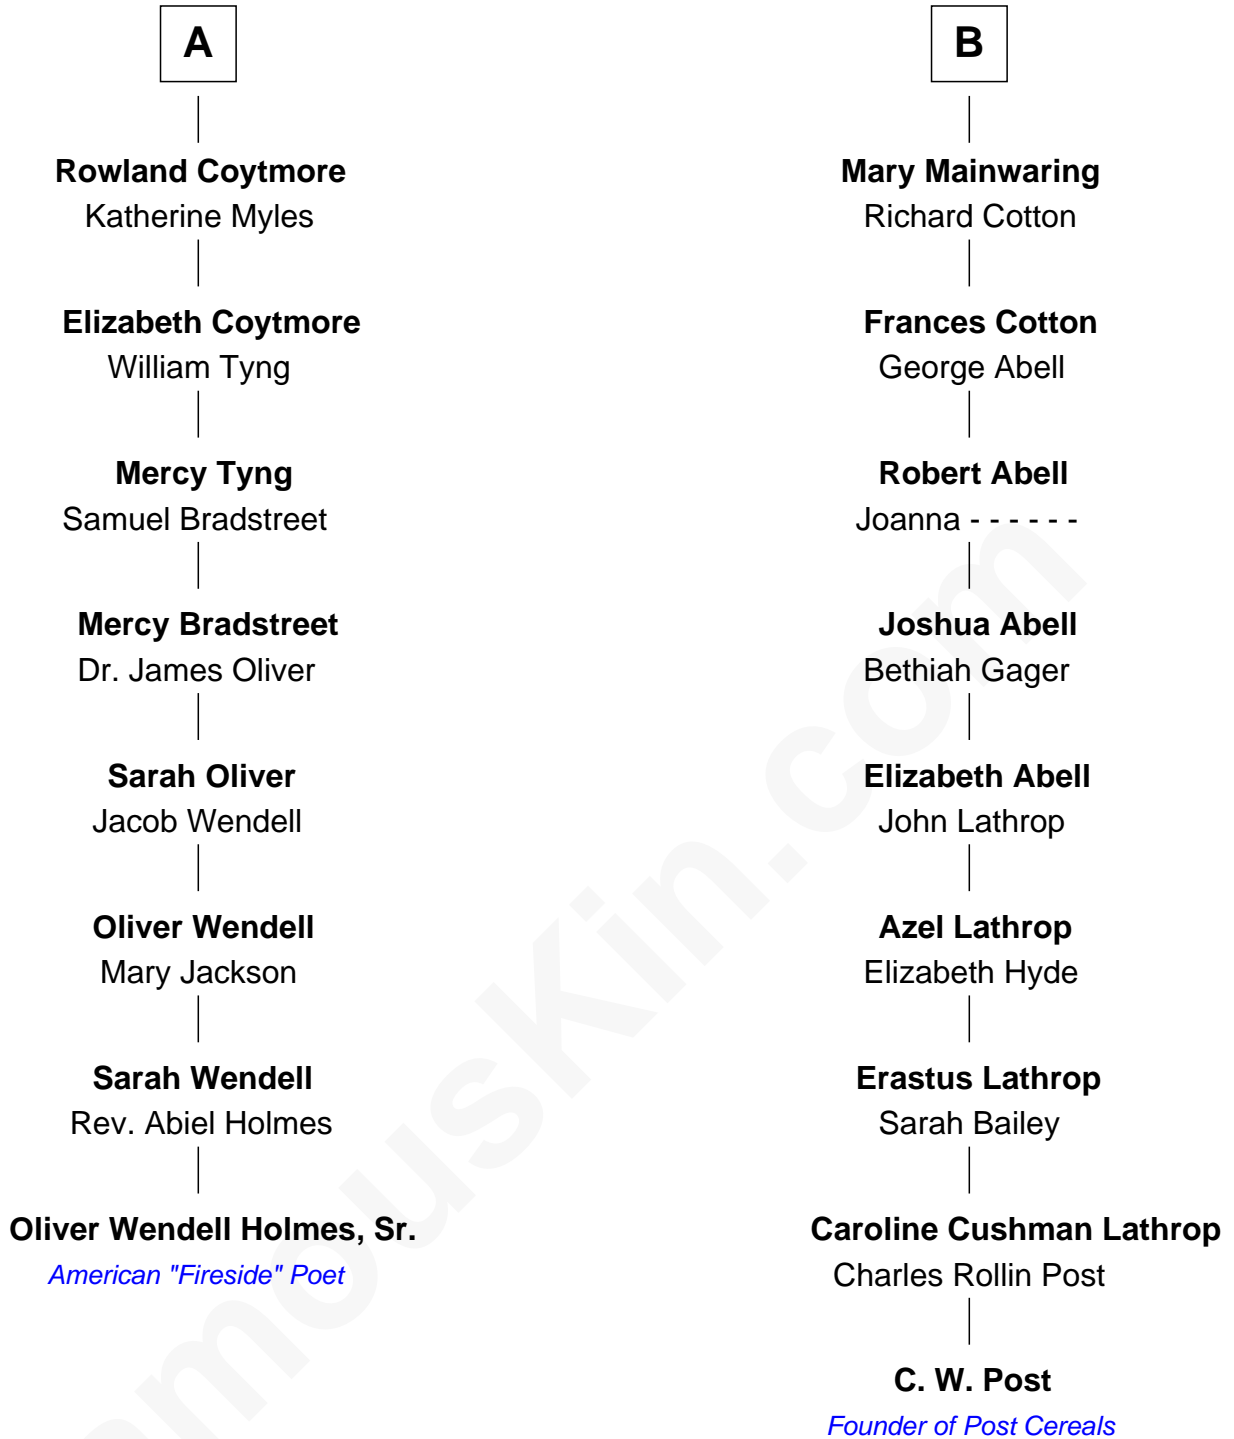 A
Rowland Coytmore
Katherine Myles
Elizabeth Coytmore
William Tyng
Mercy Tyng
Samuel Bradstreet
Mercy Bradstreet
Dr. James Oliver
Sarah Oliver
Jacob Wendell
Oliver Wendell
Mary Jackson
Sarah Wendell
Rev. Abiel Holmes
Oliver Wendell Holmes, Sr.
American "Fireside" Poet
B
Mary Mainwaring
Richard Cotton
Frances Cotton
George Abell
Robert Abell
Joanna - - - - - -
Joshua Abell
Bethiah Gager
Elizabeth Abell
John Lathrop
Azel Lathrop
Elizabeth Hyde
Erastus Lathrop
Sarah Bailey
Caroline Cushman Lathrop
Charles Rollin Post
C. W. Post
Founder of Post Cereals
amouskin.com